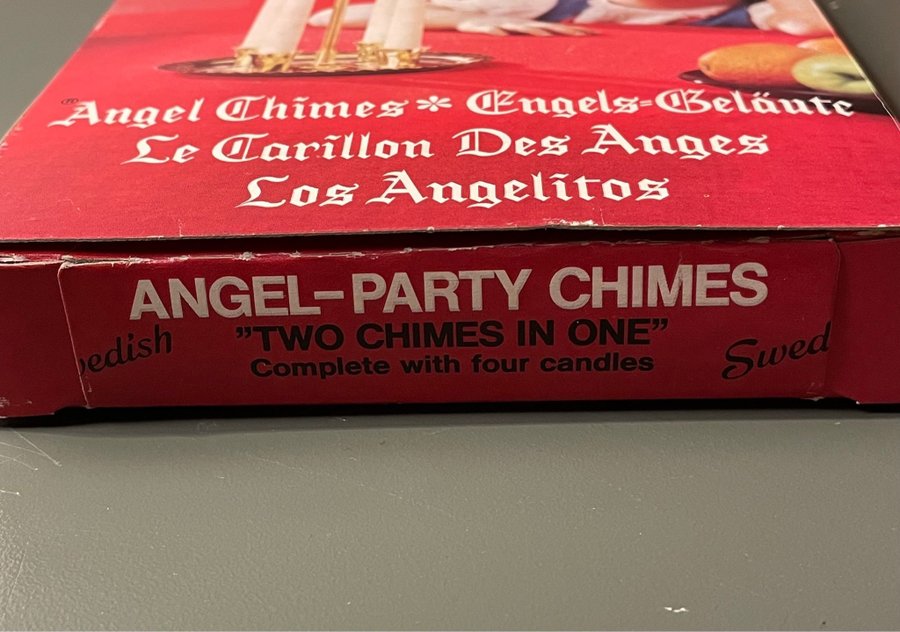 ® Angel Chimes * Engels=Geläute
Le Carillon Des Anges
Los Angelitos
ANGEL-PARTY CHIMES
"TWO CHIMES IN ONE"
Complete with four candles